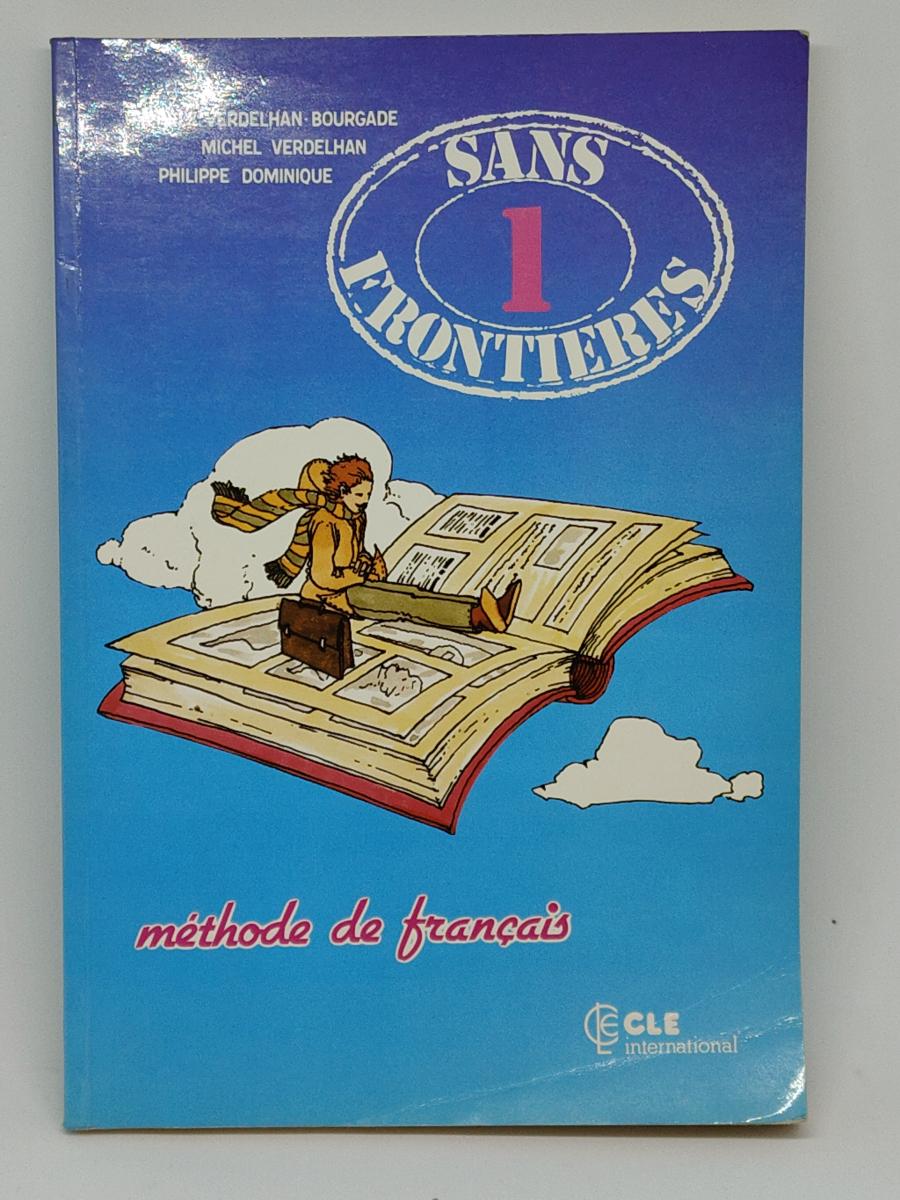 VERDELHAN-BOURGADE
MICHEL VERDELHAN
PHILIPPE DOMINIQUE
SANS
1
FRONTIERES
méthode de français
CLE
international